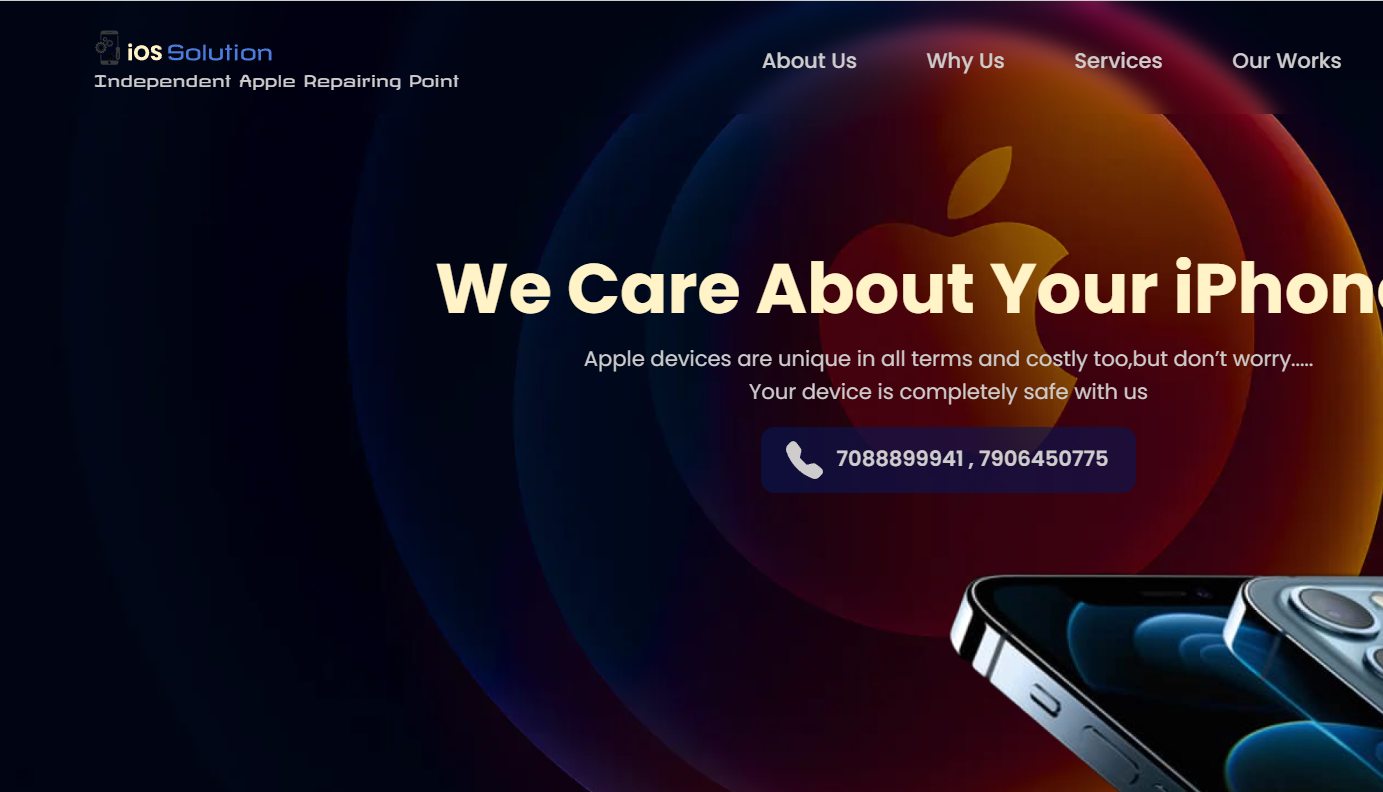 iOS Solution
Independent Apple Repairing Point
About Us Why Us Services Our Works
We Care About Your iPhon
Apple devices are unique in all terms and costly too,but don’t worry.....
Your device is completely safe with us
7088899941 , 7906450775